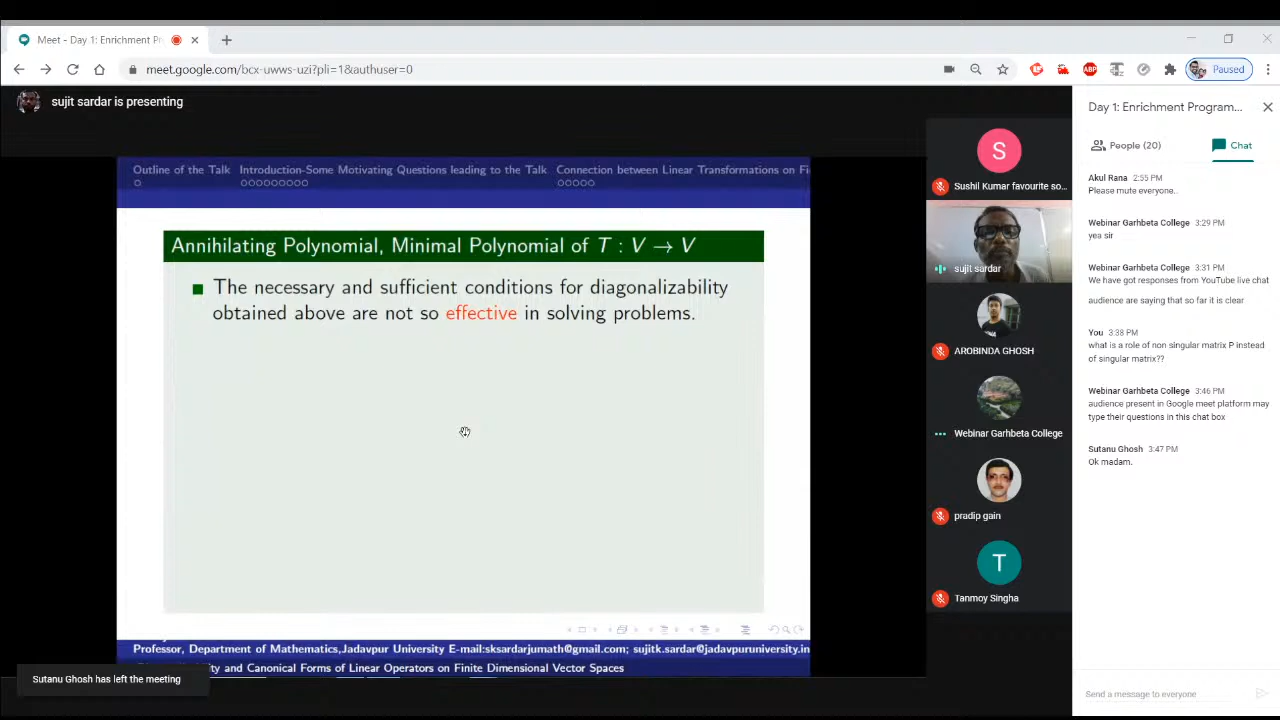 Meet - Day 1: Enrichment Pr
meet.google.com/bcx-uwws-uzi?pli=1&authuser=0
ABP
Paused
sujit sardar is presenting
Outline of the Talk Introduction-Some Motivating Questions leading to the Talk Connection between Linear Transformations on Fi
Annihilating Polynomial, Minimal Polynomial of T : V → V
The necessary and sufficient conditions for diagonalizability
obtained above are not so effective in solving problems.
Professor, Department of Mathematics,Jadavpur University E-mail:sksardarjumath@gmail.com; sujitk.sardar@jadavpuruniversity.in
ity and Canonical Forms of Linear Operators on Finite Dimensional Vector Spaces
Sutanu Ghosh has left the meeting
S
Sushil Kumar favourite so...
sujit sardar
AROBINDA GHOSH
Webinar Garhbeta College
pradip gain
T
Tanmoy Singha
Day 1: Enrichment Program...
People (20)
Chat
Akul Rana 2:55 PM
Please mute everyone..
Webinar Garhbeta College 3:29 PM
yea sir
Webinar Garhbeta College 3:31 PM
We have got responses from YouTube live chat
audience are saying that so far it is clear
You 3:38 PM
what is a role of non singular matrix P instead
of singular matrix??
Webinar Garhbeta College 3:46 PM
audience present in Google meet platform may
type their questions in this chat box
Sutanu Ghosh 3:47 PM
Ok madam.
Send a message to everyone